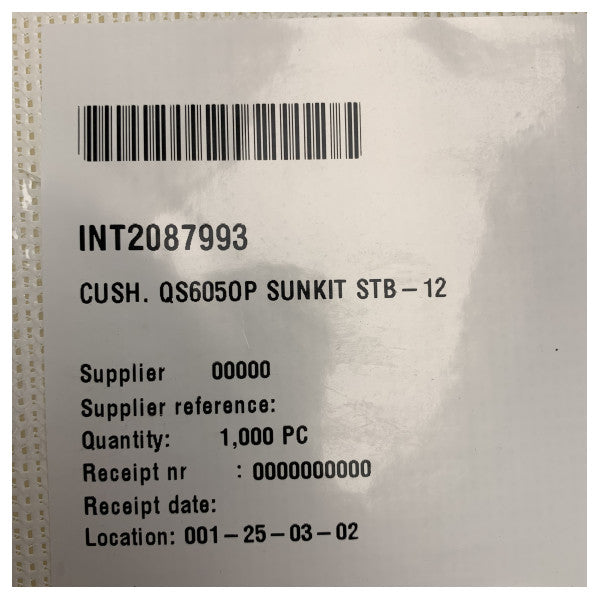 INT2087993
CUSH. QS6050P SUNKIT STB-12
Supplier 00000
Supplier reference:
Quantity: 1,000 PC
Receipt nr : 0000000000
Receipt date:
Location: 001-25-03-02